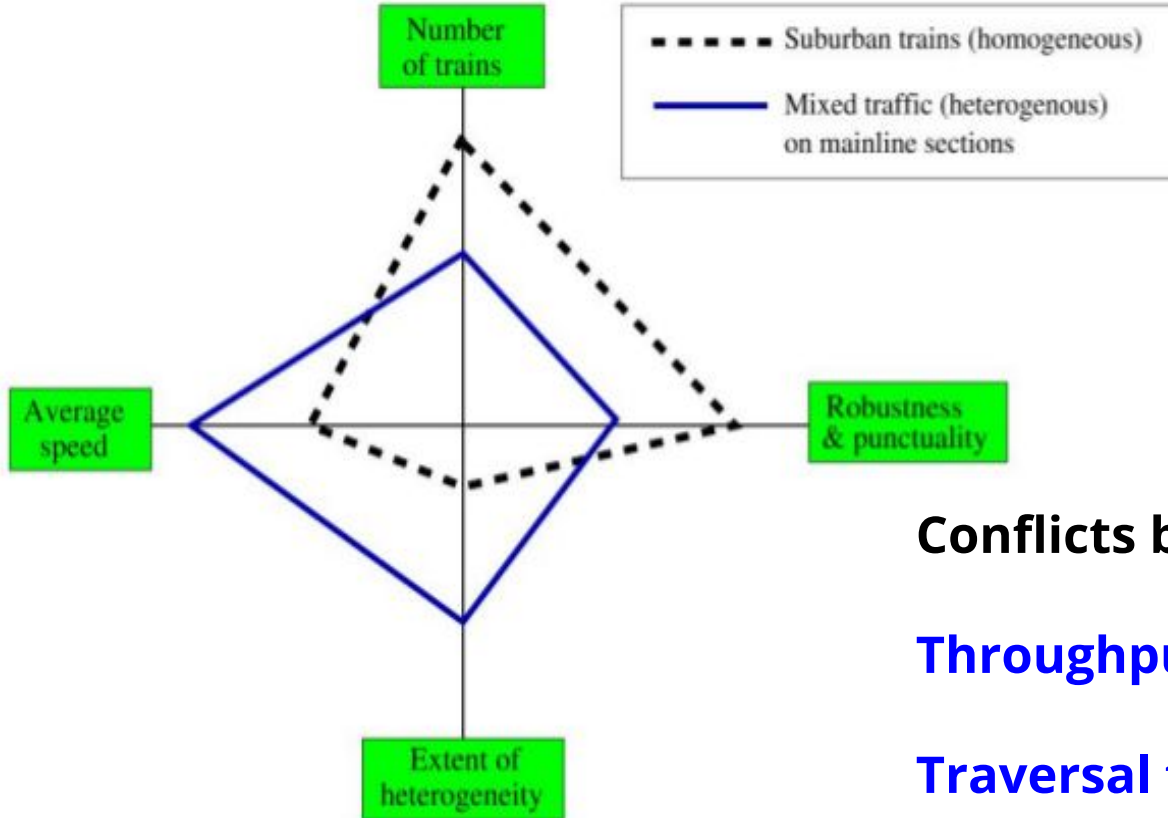 Number
of trains
Suburban trains (homogeneous)
Mixed traffic (heterogenous)
on mainline sections
Average
speed
Robustness
& punctuality
Conflicts
Throughpu
Traversal
Extent of
heterogeneity